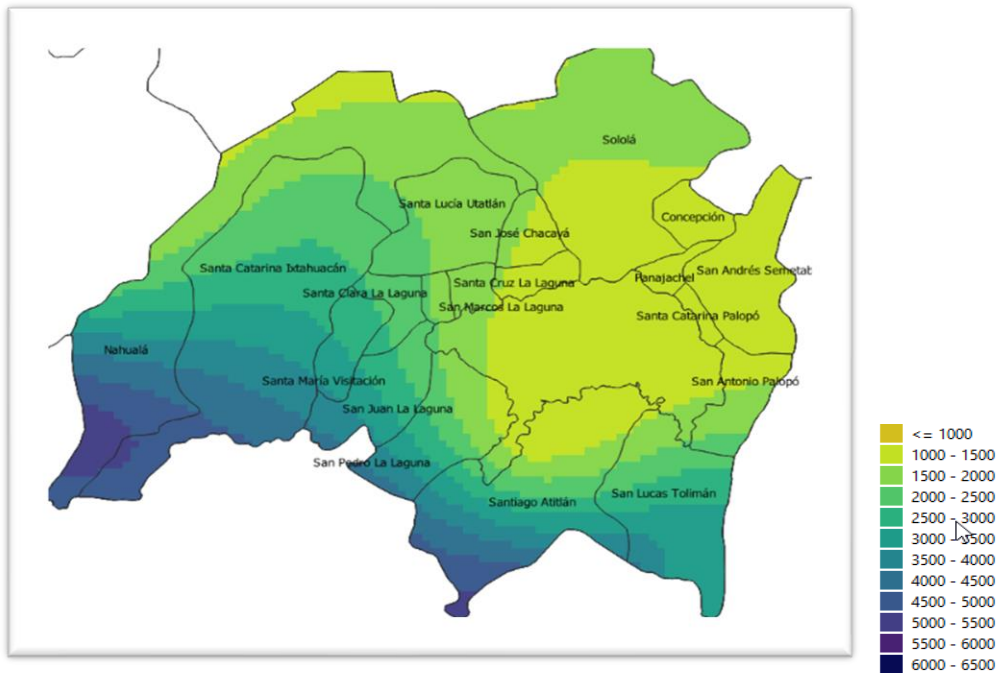 Sololá
Santa Lucía Utatlán
Concepción
San José Chacayá
Santa Catarina Ixtahuacán
Panajachel
San Andrés Semetab
Santa Clara La Laguna
Santa Cruz La Laguna
San Marcos La Laguna
Santa Catarina Palopó
Nahualá
Santa María Visitación
San Antonio Palopó
San Juan La Laguna
San Pedro La Laguna
Santiago Atitlán
San Lucas Tolimán
<= 1000
1000 - 1500
1500 - 2000
2000 - 2500
2500 - 3000
3000 - 3500
3500 - 4000
4000 - 4500
4500 - 5000
5000 - 5500
5500 - 6000
6000 - 6500